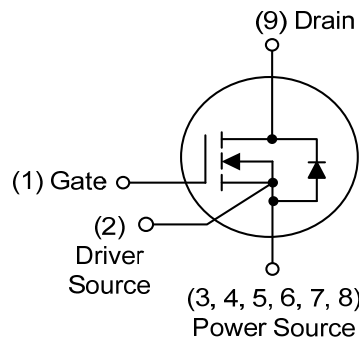 (9) Drain
(1) Gate
(2)
Driver
Source
(3, 4, 5, 6, 7, 8)
Power Source